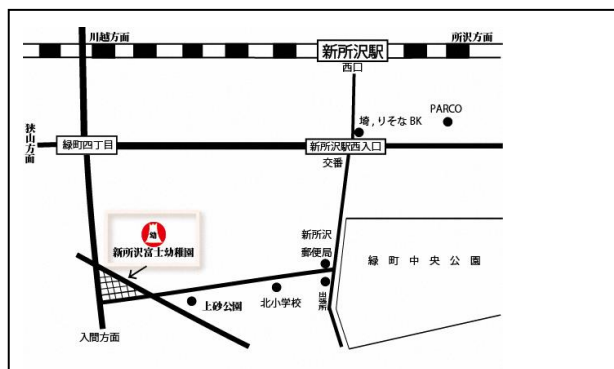 川越方面
新所沢駅
所沢方面
西口
PARCO
埼,りそなBK
狭山方面
緑町四丁目
新所沢駅西入口
交番
幼
新所沢富士幼稚園
新所沢
郵便局
緑町中央公園
出張所
上砂公園
北小学校
入間方面